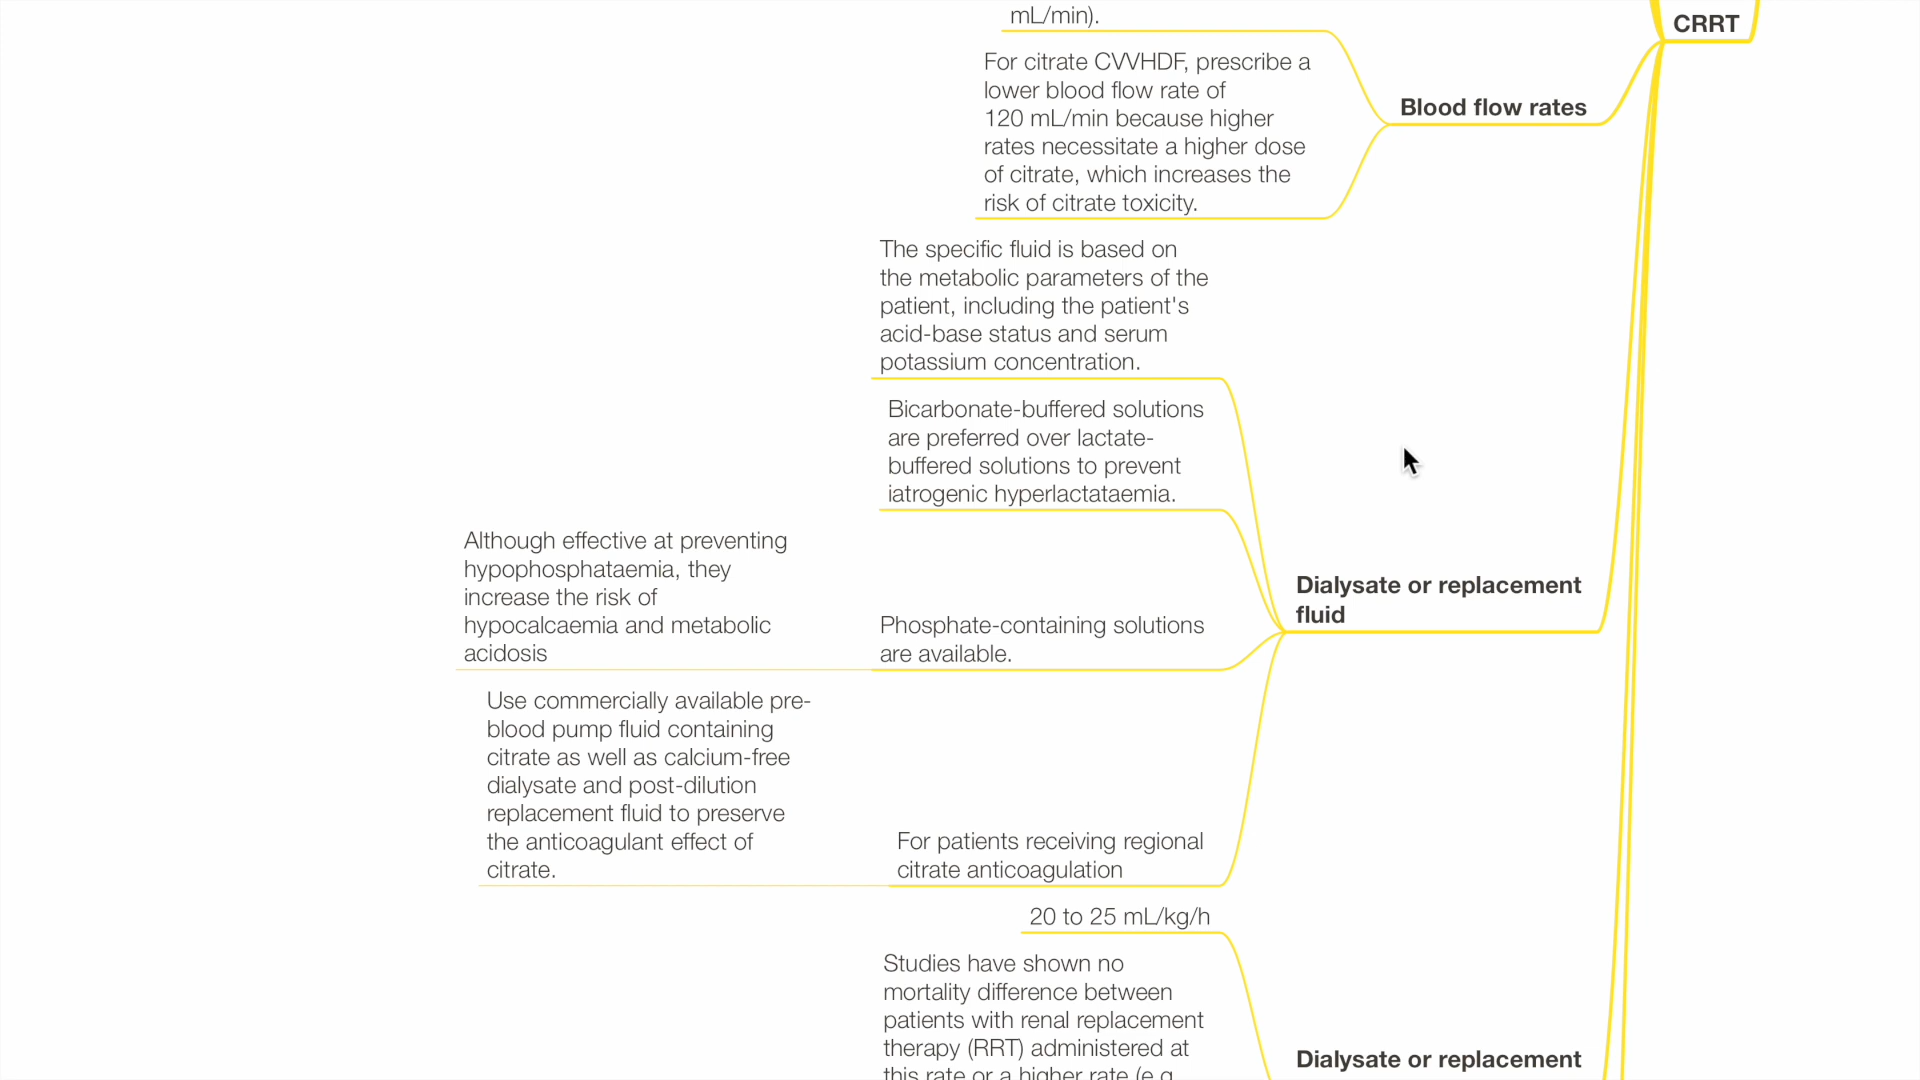 mL/min).
CRRT
For citrate CVVHDF, prescribe a
lower blood flow rate of
120 mL/min because higher
rates necessitate a higher dose
of citrate, which increases the
risk of citrate toxicity.
Blood flow rates
The specific fluid is based on
the metabolic parameters of the
patient, including the patient's
acid-base status and serum
potassium concentration.
Bicarbonate-buffered solutions
are preferred over lactate-
buffered solutions to prevent
iatrogenic hyperlactataemia.
Although effective at preventing
hypophosphataemia, they
increase the risk of
hypocalcaemia and metabolic
acidosis
Phosphate-containing solutions
are available.
Dialysate or replacement
fluid
Use commercially available pre-
blood pump fluid containing
citrate as well as calcium-free
dialysate and post-dilution
replacement fluid to preserve
the anticoagulant effect of
citrate.
For patients receiving regional
citrate anticoagulation
20 to 25 mL/kg/h
Studies have shown no
mortality difference between
patients with renal replacement
therapy (RRT) administered at
this rate or a higher rate (e.g.
Dialysate or replacement